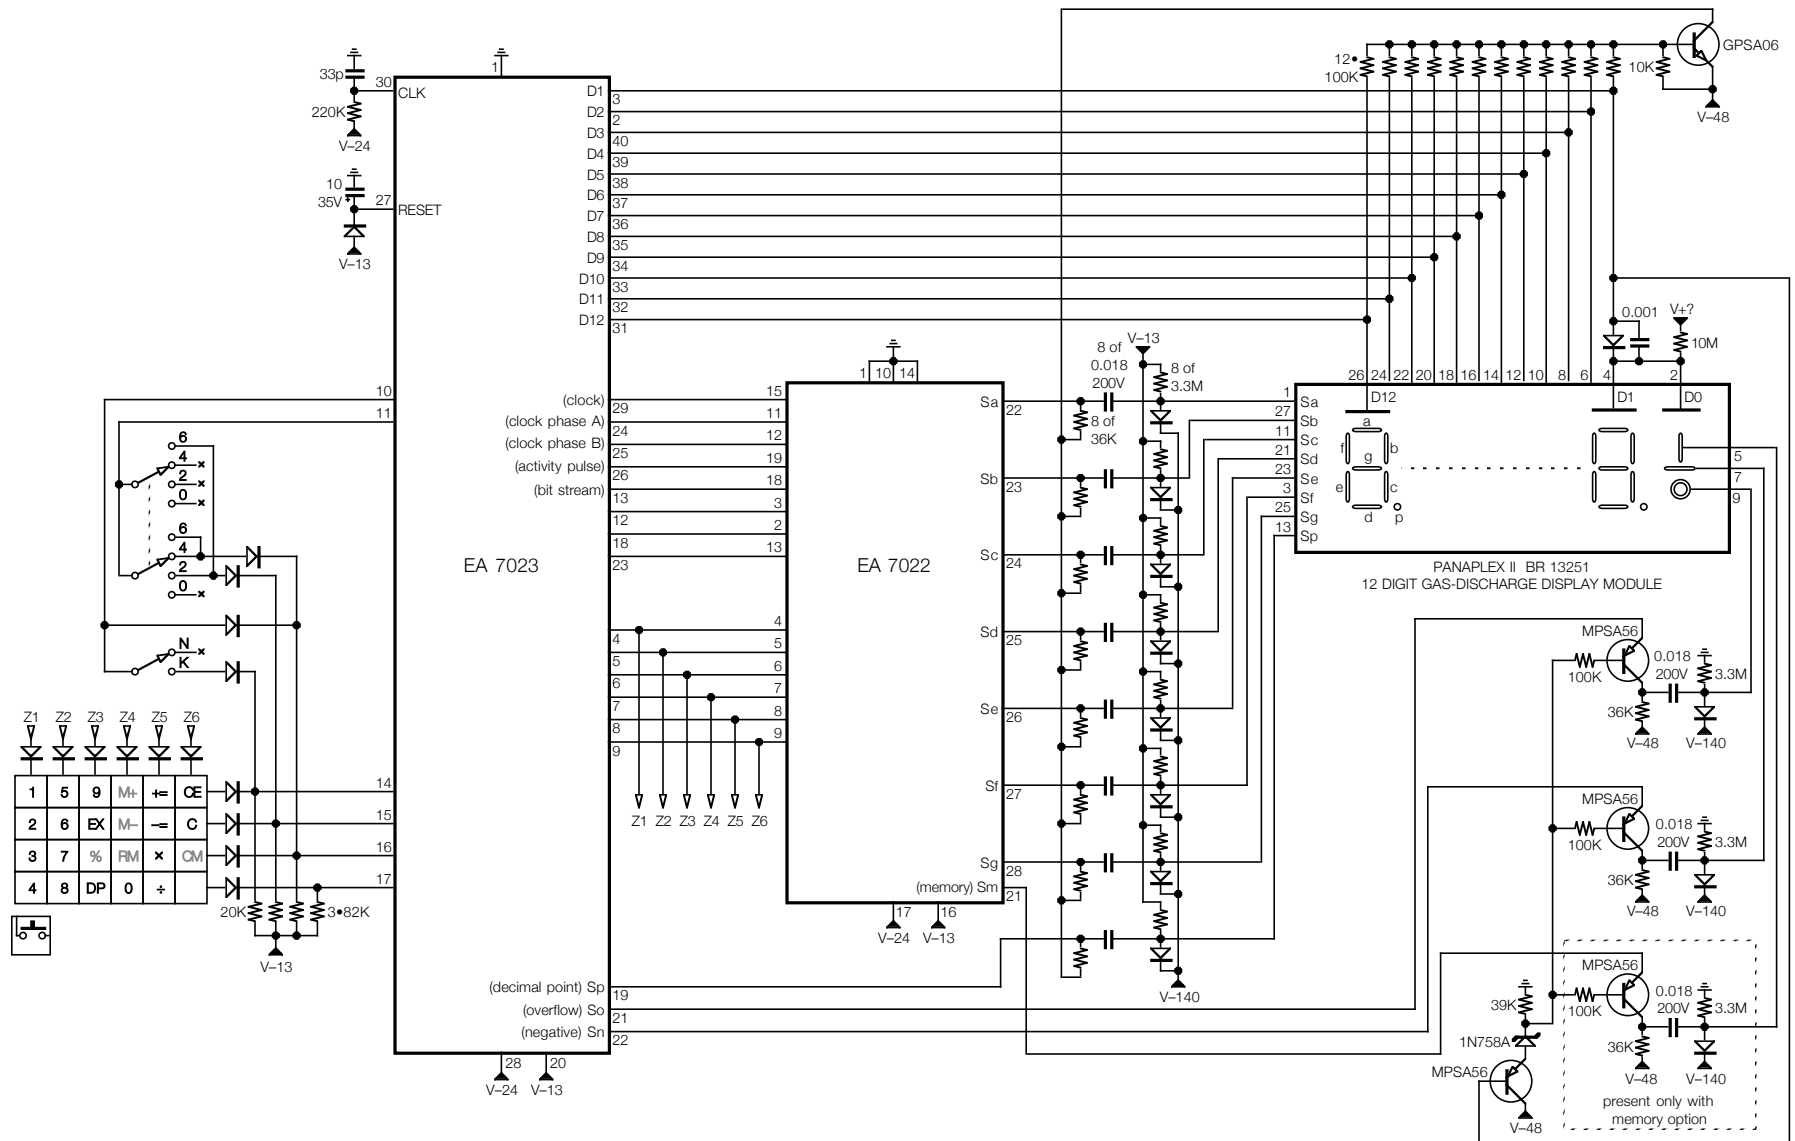 GPSA06
12•
100K
10K
V–48
33p
30
CLK
220K
V–24
10
35V
+
27
RESET
V–13
1
D1
3
D2
2
D3
40
D4
39
D5
38
D6
37
D7
36
D8
35
D9
34
D10
33
D11
32
D12
31
EA 7023
10
11
(clock)
29
(clock phase A)
24
(clock phase B)
25
(activity pulse)
26
(bit stream)
13
12
18
23
4
5
6
7
8
9
14
15
16
17
(decimal point) Sp
19
(overflow) So
21
(negative) Sn
22
28
20
V–24 V–13
6
4
2
0
6
4
2
0
N
K
Z1 Z2 Z3 Z4 Z5 Z6
1 5 9 M+ += CE
2 6 EX M– –= C
3 7 % RM × CM
4 8 DP 0 ÷
20K
3•82K
V–13
Z1 Z2 Z3 Z4 Z5 Z6
1 10 14
15
11
12
19
18
3
2
13
4
5
6
7
8
9
EA 7022
Sa
22
Sb
23
Sc
24
Sd
25
Se
26
Sf
27
Sg
28
(memory) Sm
21
17
16
V–24 V–13
8 of
0.018
200V
V–13
8 of
3.3M
8 of
36K
V–140
0.001
V+?
10M
26 24 22 20 18 16 14 12 10 8 6 4 2
1
Sa
27
Sb
11
Sc
21
Sd
23
Se
3
Sf
25
Sg
13
Sp
D12
D1
D0
a
f
b
g
e
c
d
p
5
7
9
PANAPLEX II BR 13251
12 DIGIT GAS-DISCHARGE DISPLAY MODULE
MPSA56
100K
0.018
200V
3.3M
36K
V–48
V–140
MPSA56
100K
0.018
200V
3.3M
36K
V–48
V–140
MPSA56
100K
0.018
200V
3.3M
36K
V–48
V–140
present only with
memory option
39K
1N758A
MPSA56
V–48